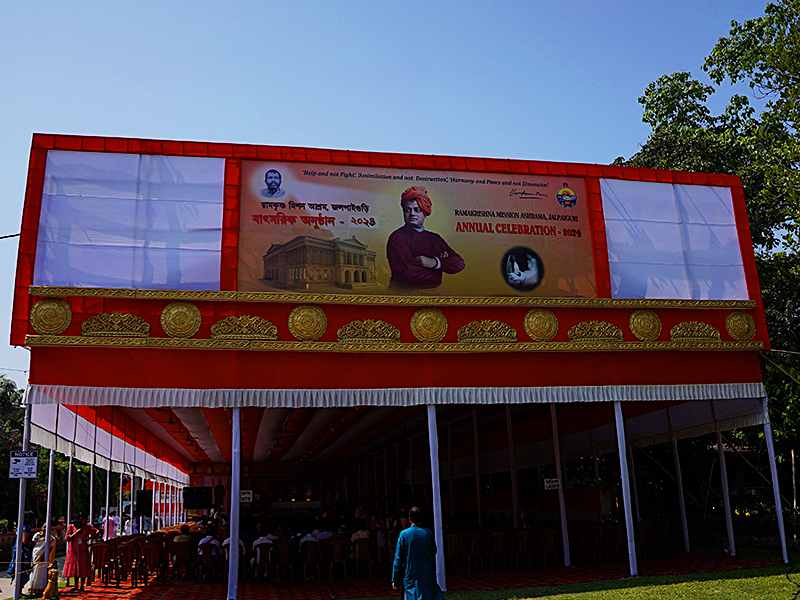 'Help and not Fight', 'Assimilation and not Destruction', 'Harmony and Peace and not Dissension'.
Vivekananda
রামকৃষ্ণ মিশন আশ্রম, জলপাইগুড়ি
বাৎসরিক অনুষ্ঠান - ২০২৪
RAMAKRISHNA MISSION ASHRAMA, JALPAIGURI
ANNUAL CELEBRATION - 2024
NOTICE